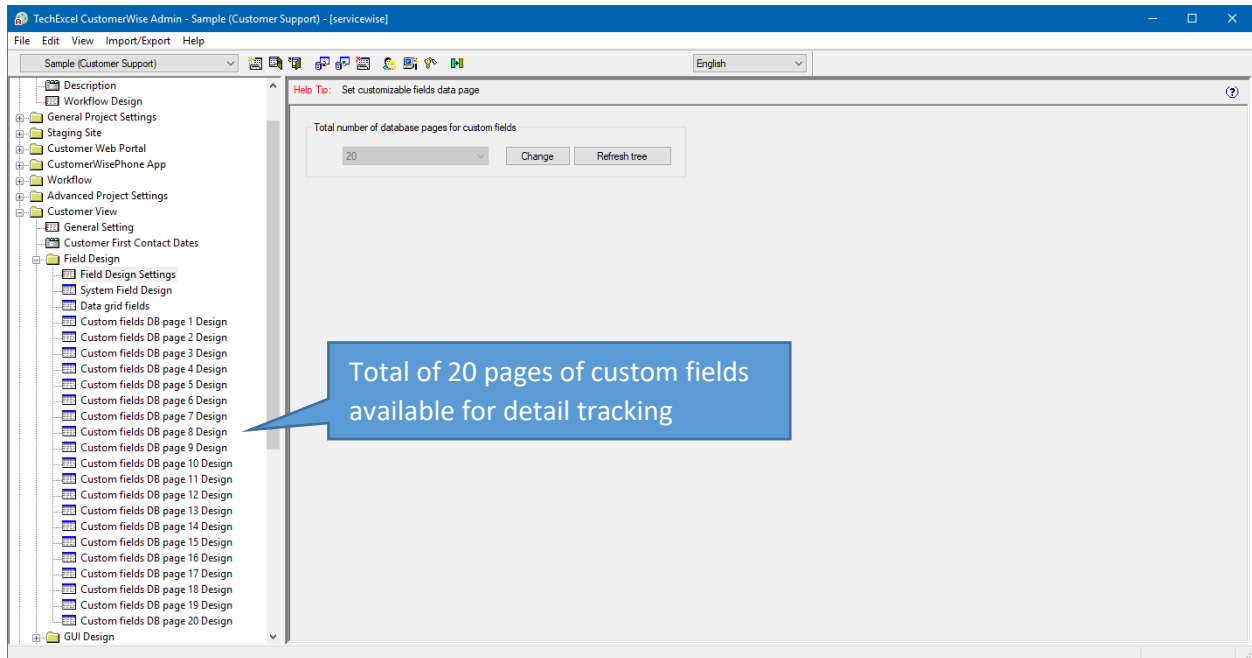 TechExcel CustomerWise Admin - Sample (Customer Support) - [servicewise]
File Edit View Import/Export Help
Sample (Customer Support)
English
Description
Workflow Design
General Project Settings
Staging Site
Customer Web Portal
CustomerWisePhone App
Workflow
Advanced Project Settings
Customer View
General Setting
Customer First Contact Dates
Field Design
Field Design Settings
System Field Design
Data grid fields
Custom fields DB page 1 Design
Custom fields DB page 2 Design
Custom fields DB page 3 Design
Custom fields DB page 4 Design
Custom fields DB page 5 Design
Custom fields DB page 6 Design
Custom fields DB page 7 Design
Custom fields DB page 8 Design
Custom fields DB page 9 Design
Custom fields DB page 10 Design
Custom fields DB page 11 Design
Custom fields DB page 12 Design
Custom fields DB page 13 Design
Custom fields DB page 14 Design
Custom fields DB page 15 Design
Custom fields DB page 16 Design
Custom fields DB page 17 Design
Custom fields DB page 18 Design
Custom fields DB page 19 Design
Custom fields DB page 20 Design
GUI Design
Help Tip: Set customizable fields data page
Total number of database pages for custom fields
20 Change Refresh tree
Total of 20 pages of custom fields
available for detail tracking